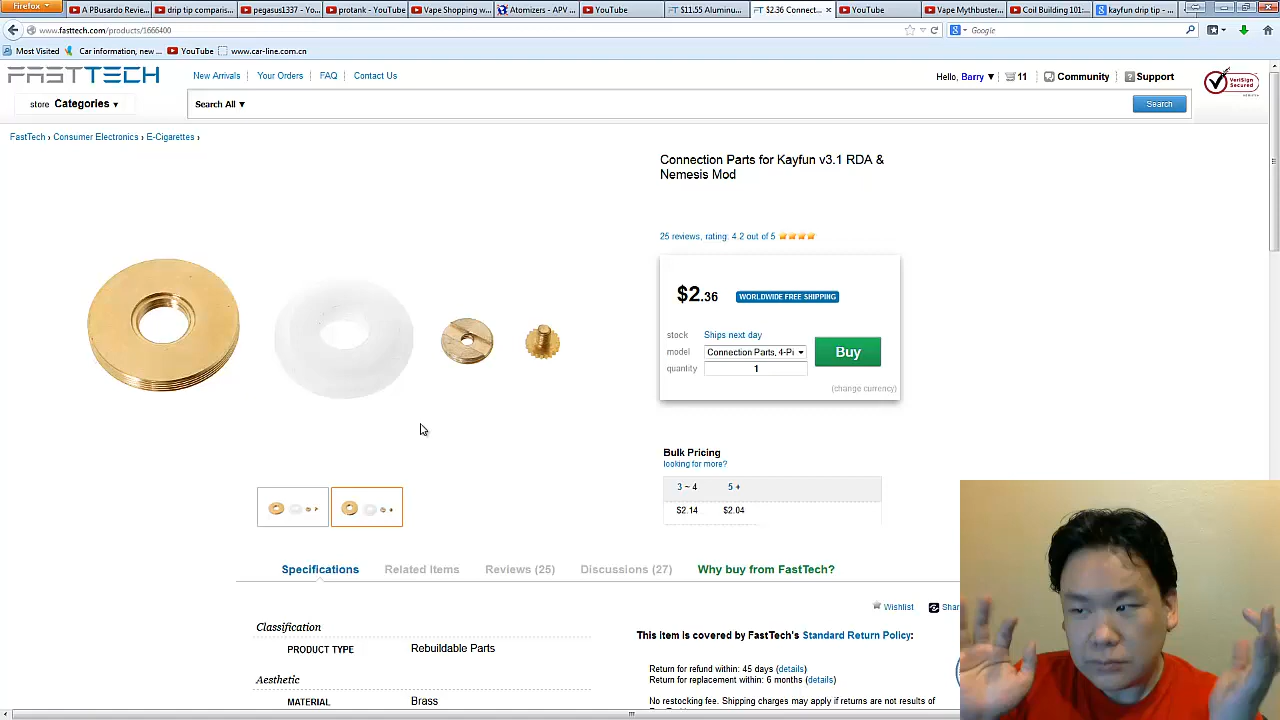 Firefox
A PBusardo Revie...
drip tip comparis...
pegasus1337 - Yo...
protank - YouTube
Vape Shopping w...
Atomizers - APV ...
YouTube
$11.55 Aluminu...
$2.36 Connect...
YouTube
Vape Mythbuster...
Coil Building 101:...
kayfun drip tip - ...
www.fasttech.com/products/1666400
Google
Most Visited
Car information, new ...
YouTube
www.car-line.com.cn
FASTTECH
New Arrivals
Your Orders
FAQ
Contact Us
Hello, Barry
11
Community
Support
VeriSign
Secured
store Categories
Search All
Search
FastTech › Consumer Electronics › E-Cigarettes ›
Connection Parts for Kayfun v3.1 RDA &
Nemesis Mod
25 reviews, rating: 4.2 out of 5
$2.36
WORLDWIDE FREE SHIPPING
stock Ships next day
model Connection Parts, 4-Pi
Buy
quantity 1
(change currency)
Bulk Pricing
looking for more?
3 ~ 4 5 +
$2.14 $2.04
Specifications
Related Items
Reviews (25)
Discussions (27)
Why buy from FastTech?
Wishlist
Shar
Classification
PRODUCT TYPE Rebuildable Parts
Aesthetic
MATERIAL Brass
This item is covered by FastTech's Standard Return Policy:
Return for refund within: 45 days (details)
Return for replacement within: 6 months (details)
No restocking fee. Shipping charges may apply if returns are not results of